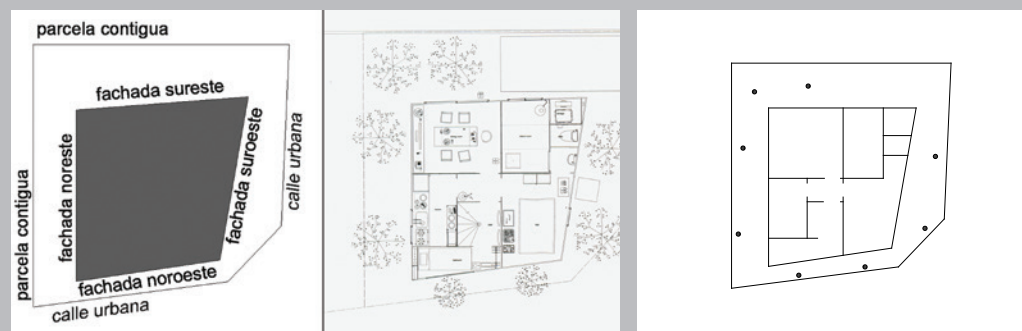 parcela contigua
fachada sureste
fachada noreste
fachada suroeste
calle urbana
parcela contigua
fachada noroeste
calle urbana